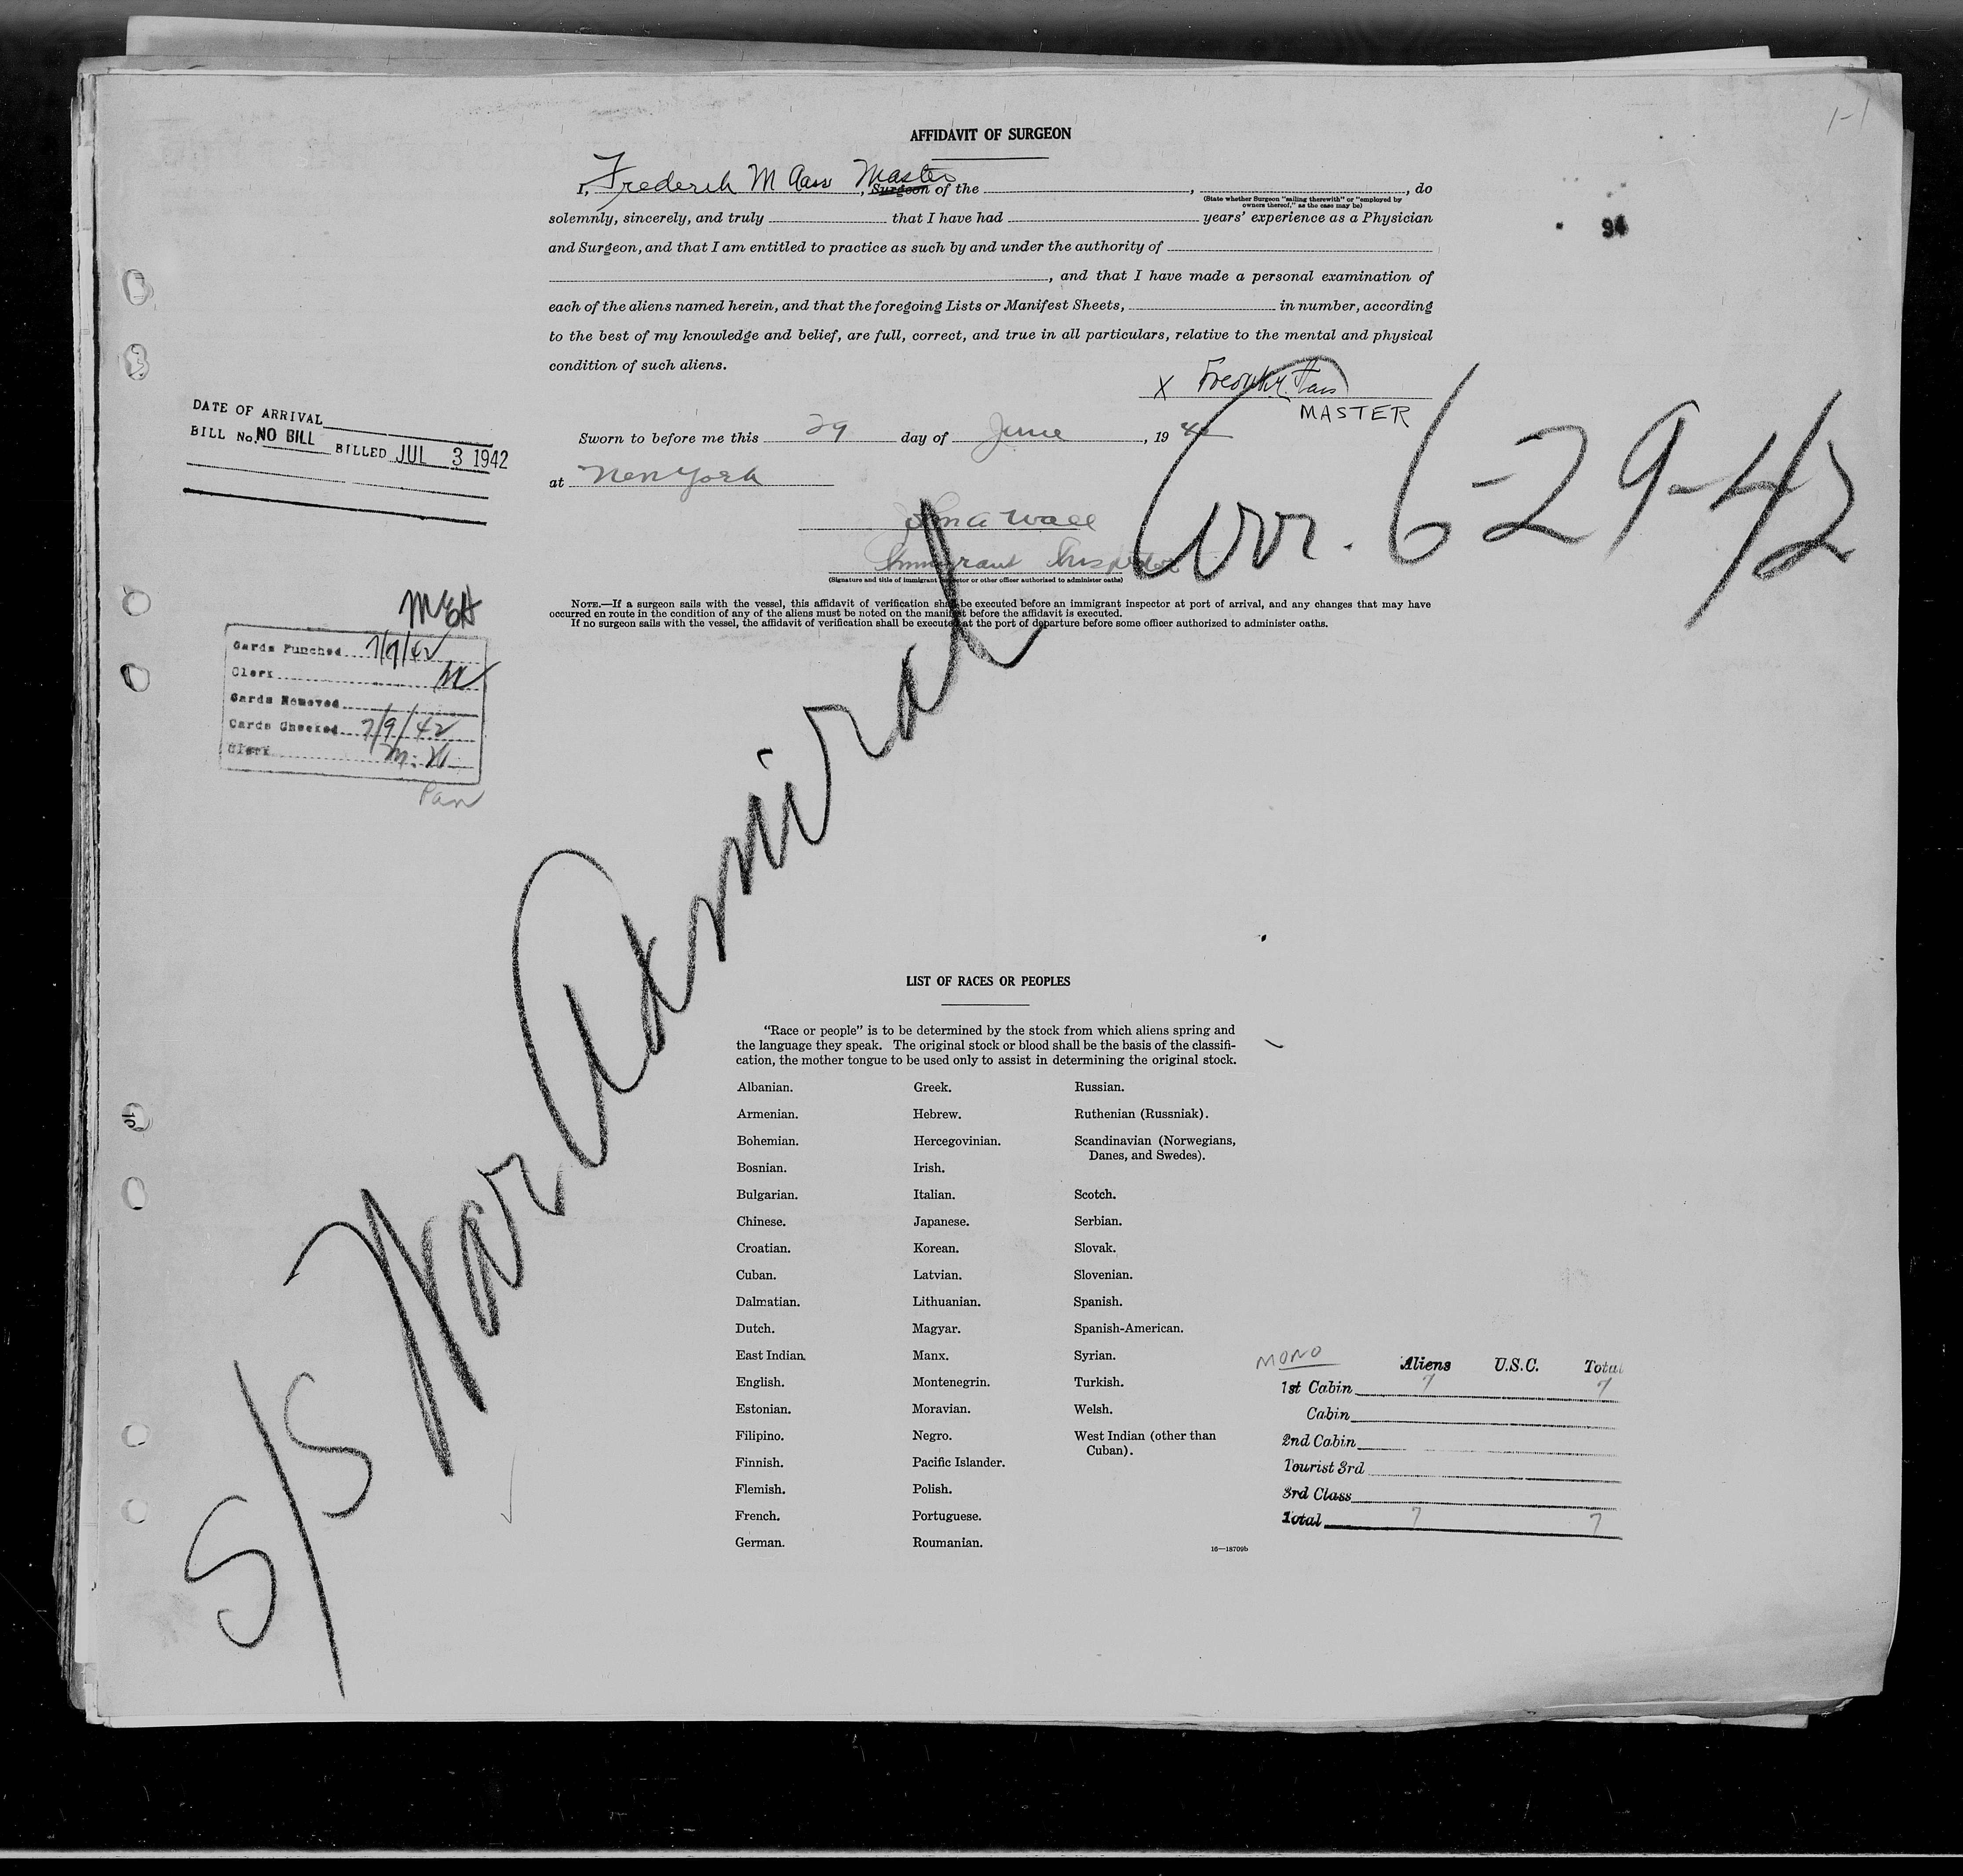 1-1
AFFIDAVIT OF SURGEON
I, Frederik M Aass, Master Surgeon of the , , do
(State whether Surgeon "sailing therewith" or "employed by
owners thereof," as the case may be)
solemnly, sincerely, and truly that I have had years' experience as a Physician
94
and Surgeon, and that I am entitled to practice as such by and under the authority of
, and that I have made a personal examination of
each of the aliens named herein, and that the foregoing Lists or Manifest Sheets, in number, according
to the best of my knowledge and belief, are full, correct, and true in all particulars, relative to the mental and physical
condition of such aliens.
X
MASTER
Sworn to before me this 29 day of June, 1942
at New York
Arr. 6-29-42
John A Wall
Immigrant Inspector
(Signature and title of immigrant inspector or other officer authorized to administer oaths)
NOTE.—If a surgeon sails with the vessel, this affidavit of verification shall be executed before an immigrant inspector at port of arrival, and any changes that may have
occurred en route in the condition of any of the aliens must be noted on the manifest before the affidavit is executed.
If no surgeon sails with the vessel, the affidavit of verification shall be executed at the port of departure before some officer authorized to administer oaths.
DATE OF ARRIVAL
BILL No. NO BILL BILLED JUL 3 1942
Cards Punched 7/9/42
Clerk
Cards Removed
Cards Checked 7/9/42
Clerk
S/S War Admiral
LIST OF RACES OR PEOPLES
"Race or people" is to be determined by the stock from which aliens spring and
the language they speak. The original stock or blood shall be the basis of the classifi-
cation, the mother tongue to be used only to assist in determining the original stock.
Albanian.
Armenian.
Bohemian.
Bosnian.
Bulgarian.
Chinese.
Croatian.
Cuban.
Dalmatian.
Dutch.
East Indian.
English.
Estonian.
Filipino.
Finnish.
Flemish.
French.
German.
Greek.
Hebrew.
Hercegovinian.
Irish.
Italian.
Japanese.
Korean.
Latvian.
Lithuanian.
Magyar.
Manx.
Montenegrin.
Moravian.
Negro.
Pacific Islander.
Polish.
Portuguese.
Roumanian.
Russian.
Ruthenian (Russniak).
Scandinavian (Norwegians,
Danes, and Swedes).
Scotch.
Serbian.
Slovak.
Slovenian.
Spanish.
Spanish-American.
Syrian.
Turkish.
Welsh.
West Indian (other than
Cuban).
16—18709b
MONO Aliens U.S.C. Total
1st Cabin 7 7
Cabin
2nd Cabin
Tourist 3rd
3rd Class
Total 7 7